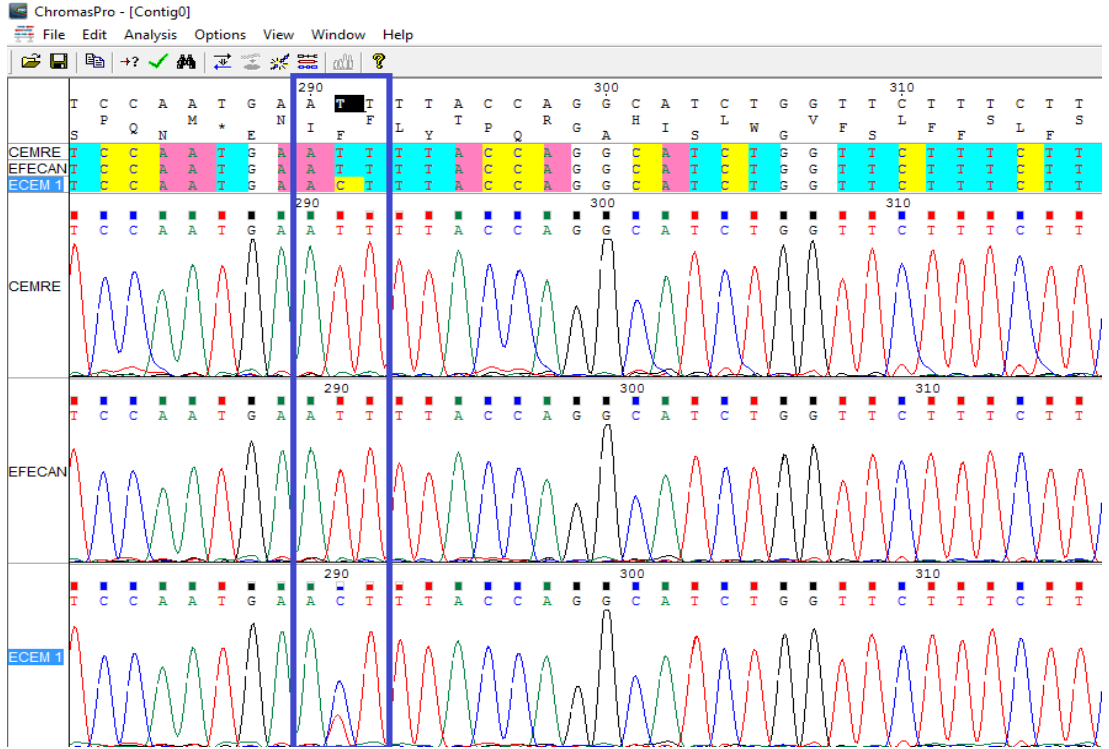 ChromasPro - [Contig0]
File Edit Analysis Options View Window Help
290 300 310
T C C A A T G A A T T T T A C C A G G C A T C T G G T T C T T T C T T
P M N F T R H L V L S S
Q * I L P G I W F F L
S N E F Y Q A S G S F F
CEMRE T C C A A T G A A T T T T A C C A G G C A T C T G G T T C T T T C T T
EFECAN T C C A A T G A A T T T T A C C A G G C A T C T G G T T C T T T C T T
ECEM 1 T C C A A T G A A C T T T A C C A G G C A T C T G G T T C T T T C T T
290 300 310
T C C A A T G A A T T T T A C C A G G C A T C T G G T T C T T T C T T
CEMRE
290 300 310
T C C A A T G A A T T T T A C C A G G C A T C T G G T T C T T T C T T
EFECAN
290 300 310
T C C A A T G A A C T T T A C C A G G C A T C T G G T T C T T T C T T
ECEM 1